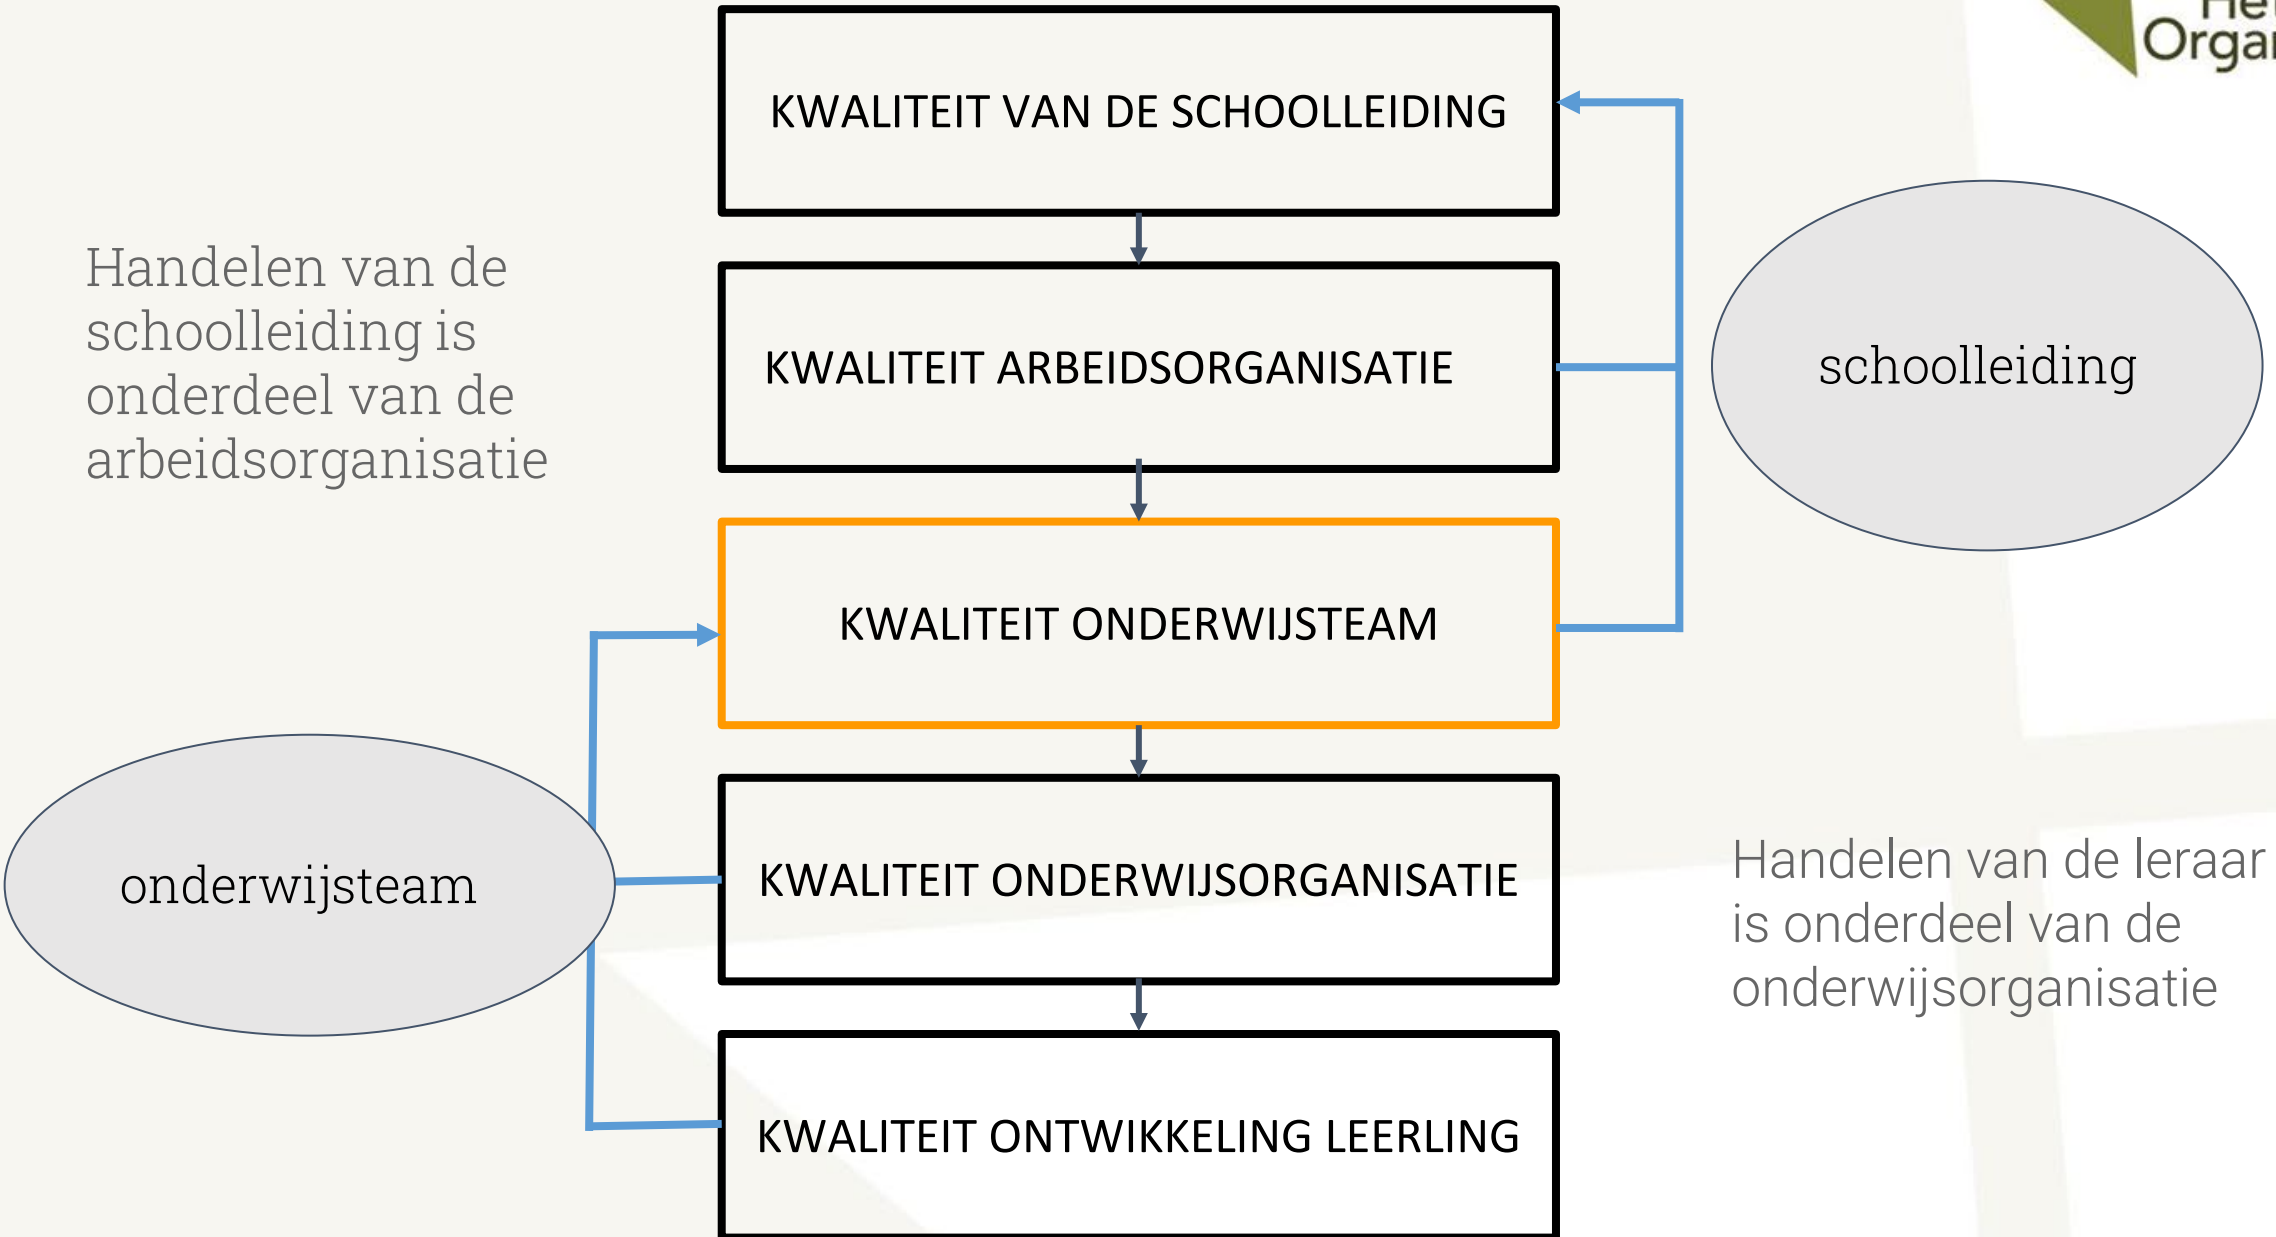 KWALITEIT VAN DE SCHOOLLEIDING
Handelen van de
schoolleiding is
onderdeel van de
arbeidsorganisatie
KWALITEIT ARBEIDSORGANISATIE
schoolleiding
KWALITEIT ONDERWIJSTEAM
onderwijsteam
KWALITEIT ONDERWIJSORGANISATIE
Handelen van de leraar
is onderdeel van de
onderwijsorganisatie
KWALITEIT ONTWIKKELING LEERLING